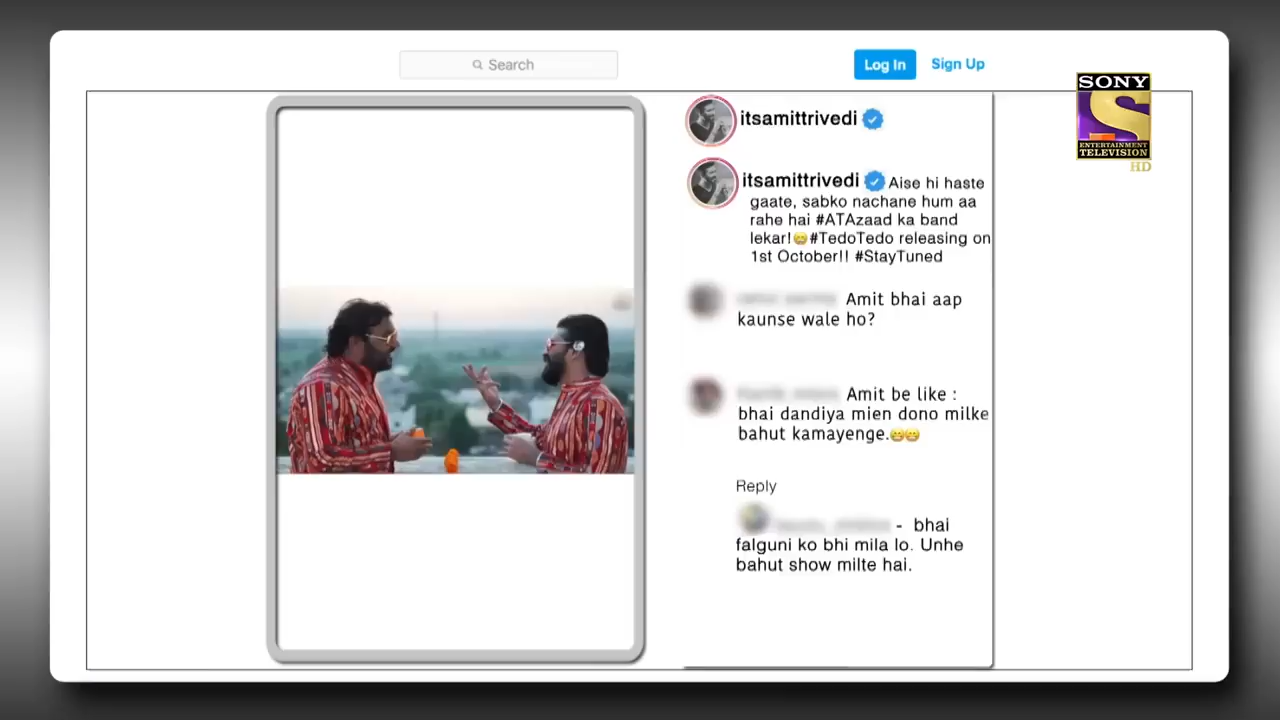 Search
Log In
Sign Up
SONY
ENTERTAINMENT
TELEVISION
HD
itsamittrivedi
itsamittrivedi Aise hi haste
gaate, sabko nachane hum aa
rahe hai #ATAzaad ka band
lekar!😁#TedoTedo releasing on
1st October!! #StayTuned
Amit bhai aap
kaunse wale ho?
Amit be like :
bhai dandiya mien dono milke
bahut kamayenge.😁😁
Reply
- bhai
falguni ko bhi mila lo. Unhe
bahut show milte hai.